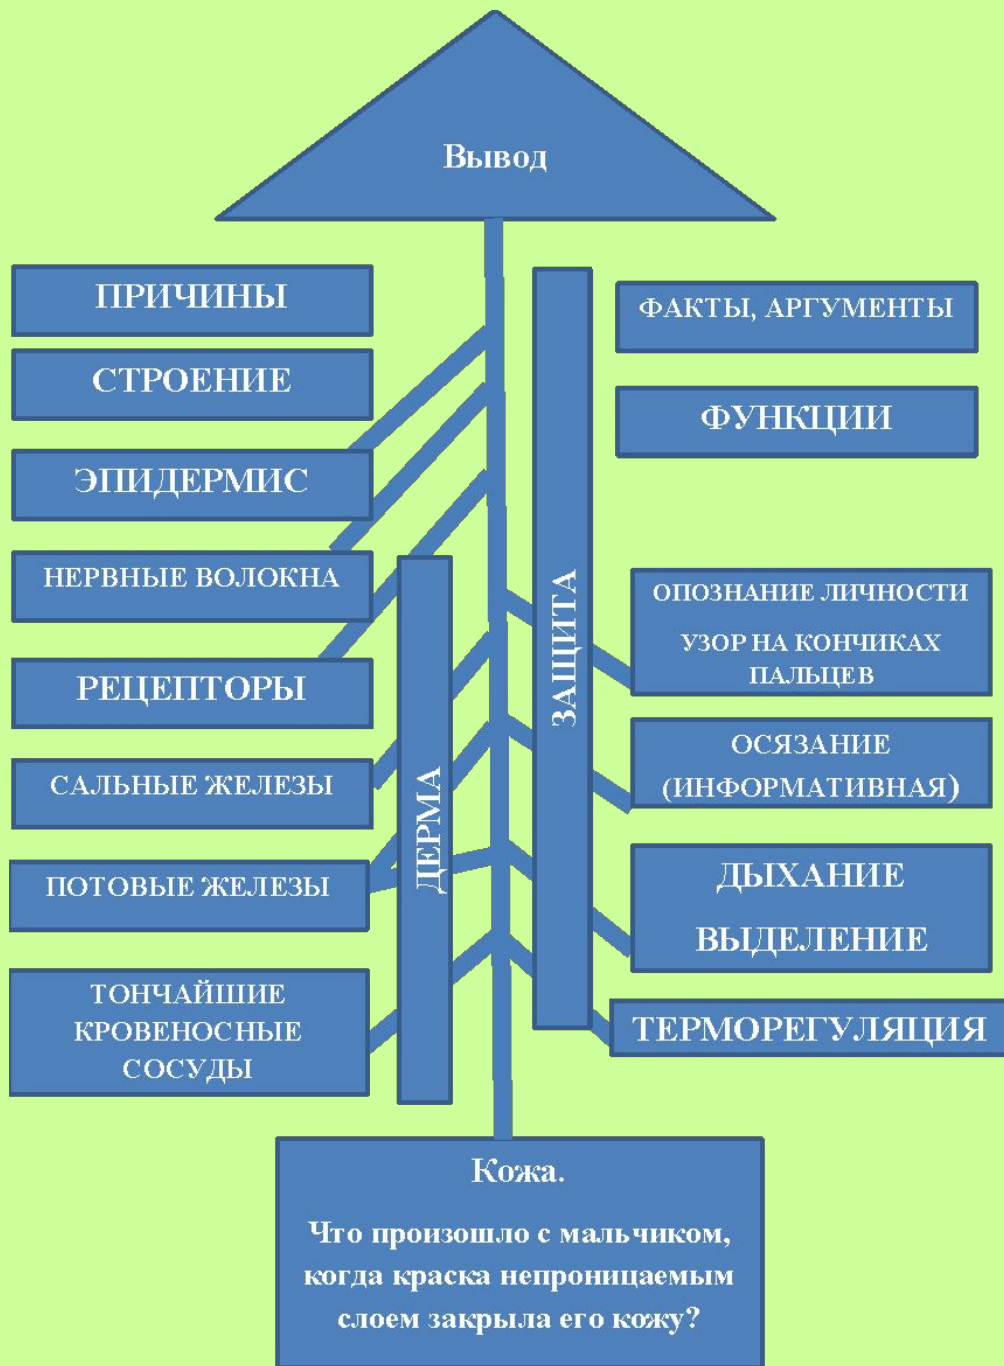 Вывод
ПРИЧИНЫ
СТРОЕНИЕ
ЭПИДЕРМИС
НЕРВНЫЕ ВОЛОКНА
РЕЦЕПТОРЫ
САЛЬНЫЕ ЖЕЛЕЗЫ
ПОТОВЫЕ ЖЕЛЕЗЫ
ТОНЧАЙШИЕ
КРОВЕНОСНЫЕ
СОСУДЫ
ДЕРМА
ЗАЩИТА
ФАКТЫ, АРГУМЕНТЫ
ФУНКЦИИ
ОПОЗНАНИЕ ЛИЧНОСТИ
УЗОР НА КОНЧИКАХ
ПАЛЬЦЕВ
ОСЯЗАНИЕ
(ИНФОРМАТИВНАЯ)
ДЫХАНИЕ
ВЫДЕЛЕНИЕ
ТЕРМОРЕГУЛЯЦИЯ
Кожа.
Что произошло с мальчиком,
когда краска непроницаемым
слоем закрыла его кожу?